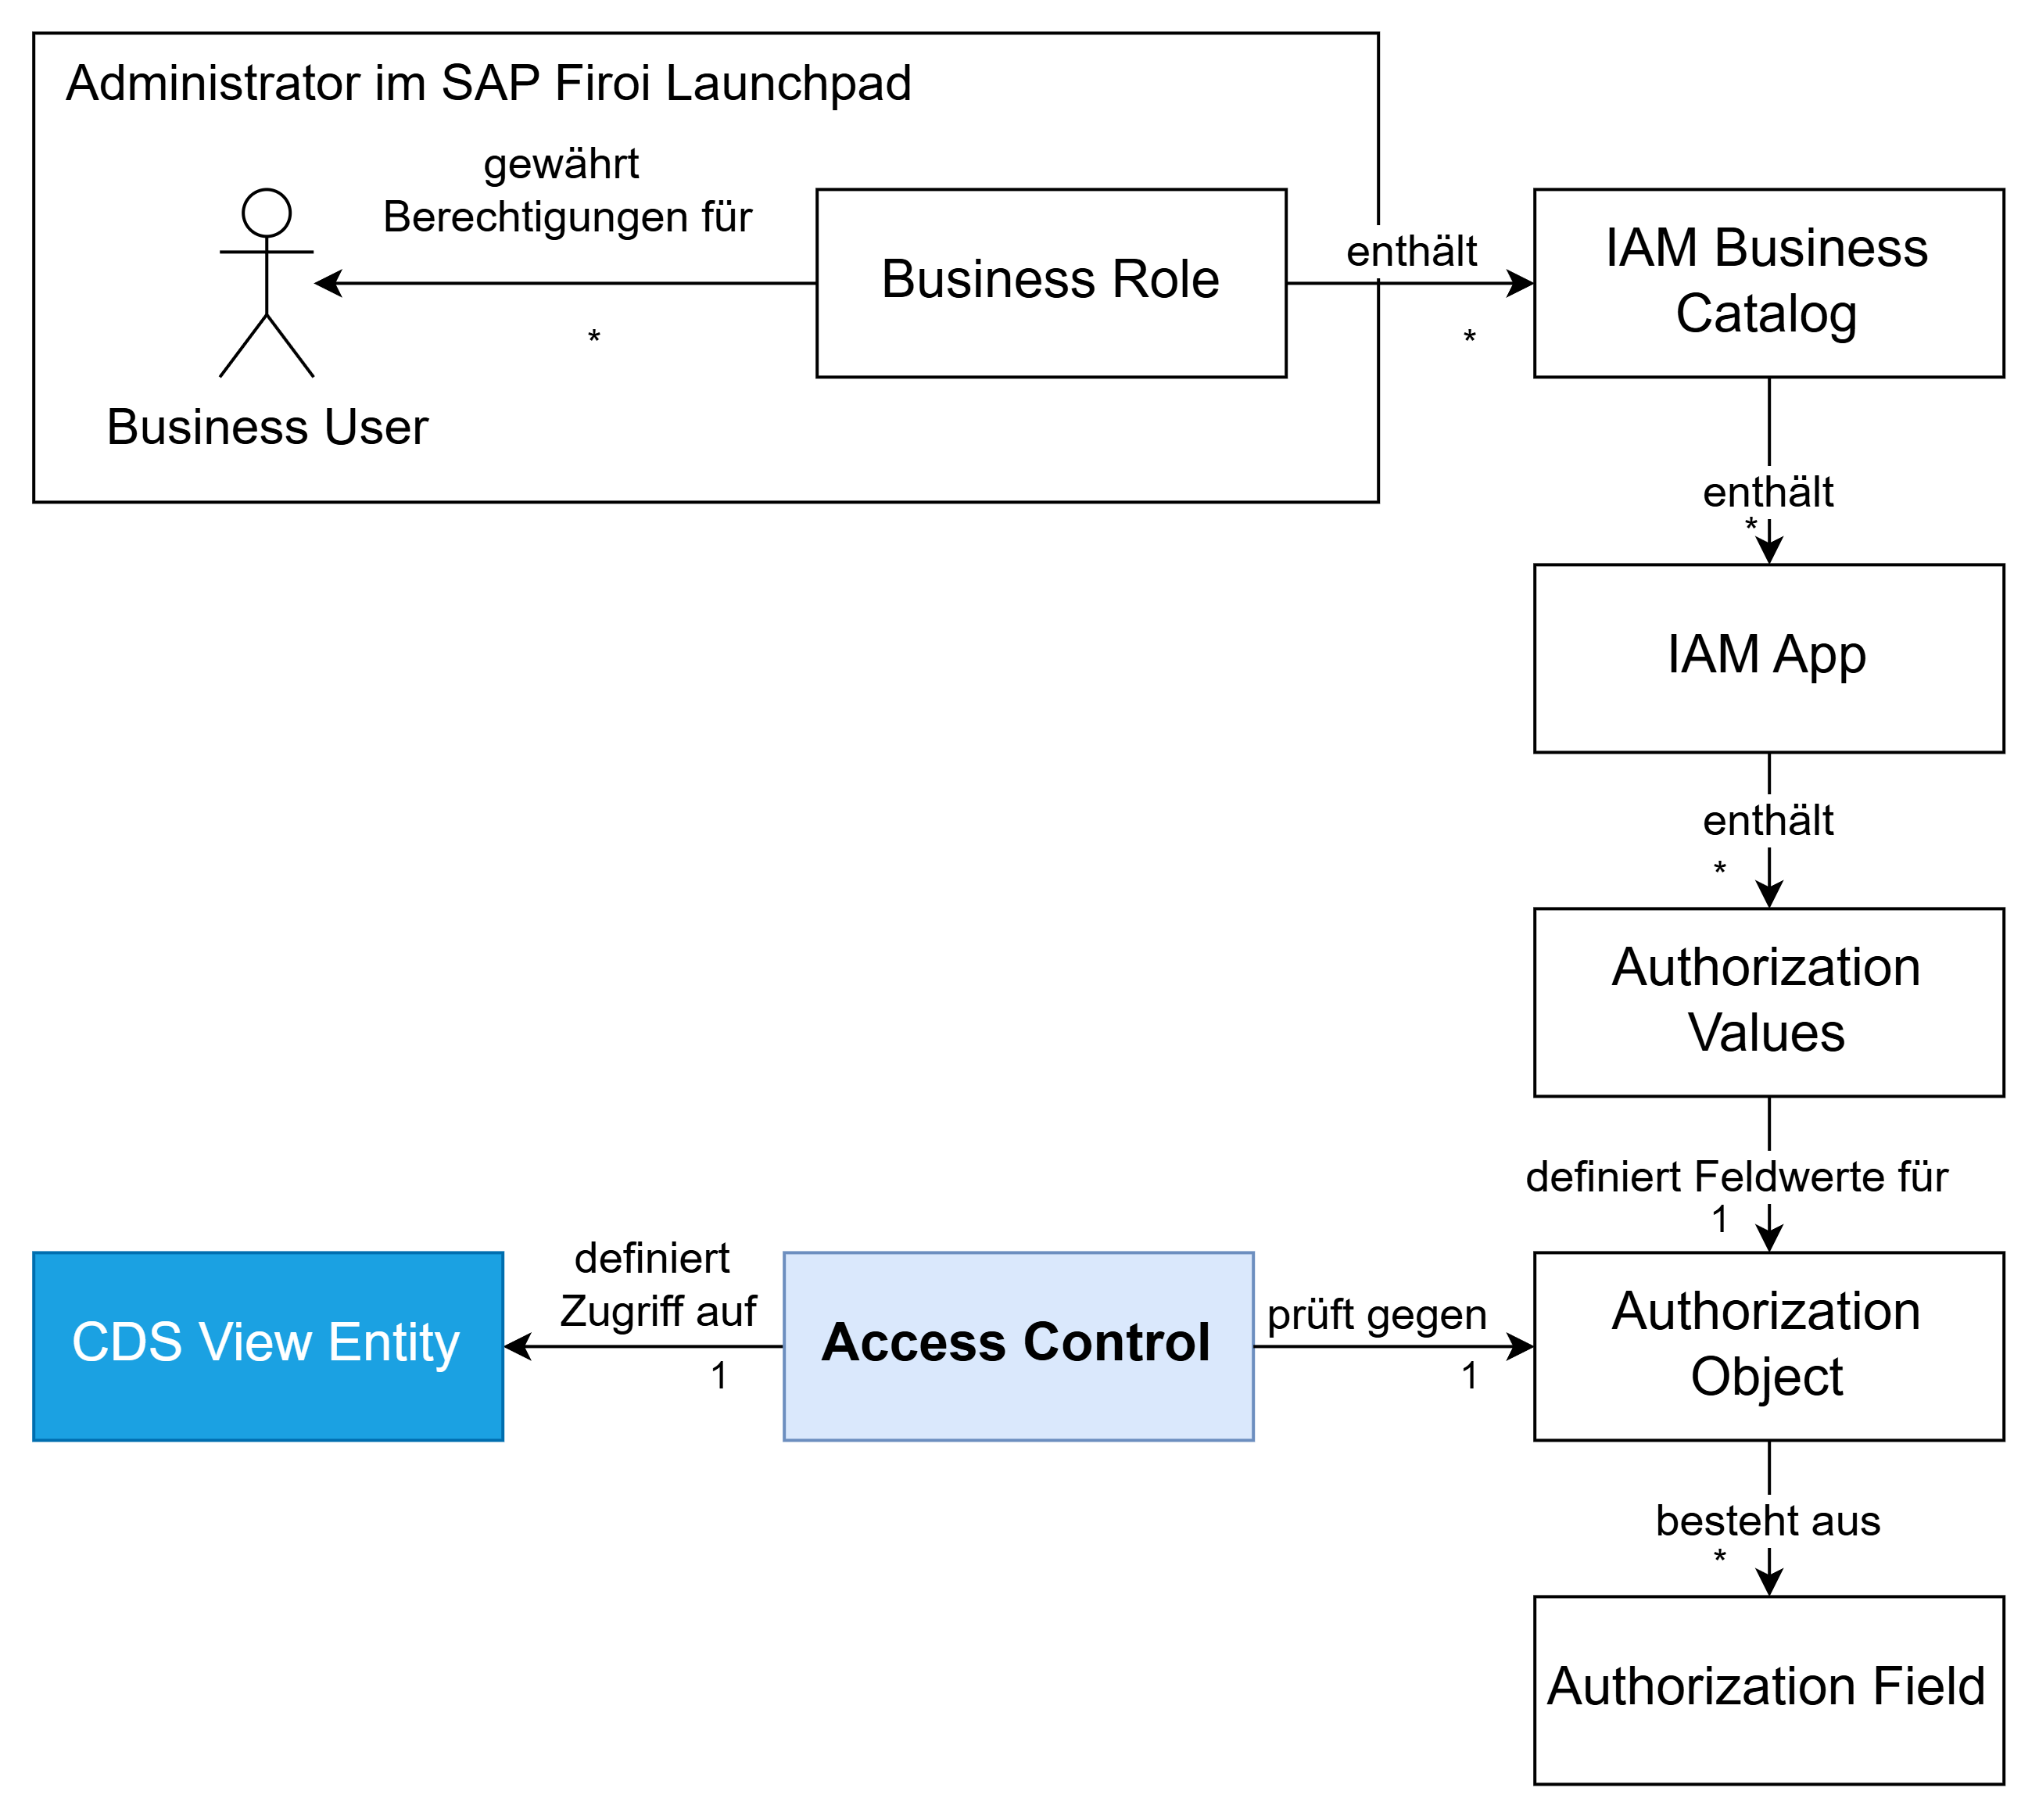 Administrator im SAP Firoi Launchpad
gewährt
Berechtigungen für
*
Business User
Business Role
enthält
*
IAM Business
Catalog
enthält
*
IAM App
enthält
*
Authorization
Values
definiert Feldwerte für
1
CDS View Entity
definiert
Zugriff auf
1
Access Control
prüft gegen
1
Authorization
Object
besteht aus
*
Authorization Field